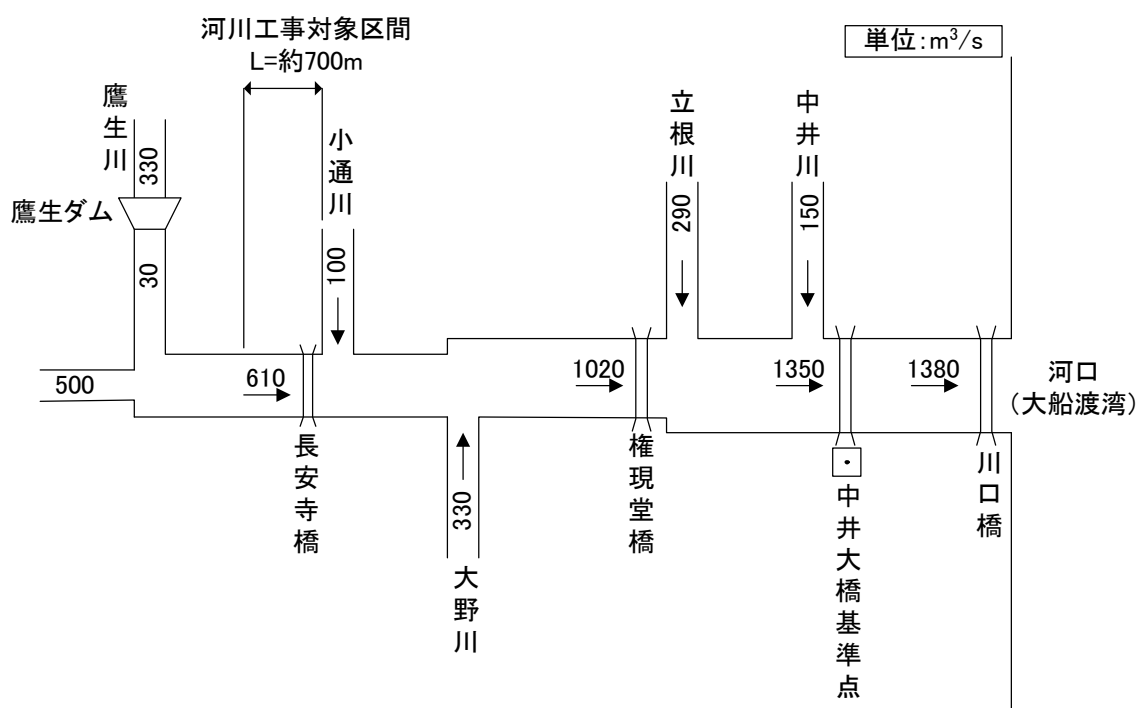 河川工事対象区間
L=約700m
単位:m³/s
鷹生川
330
鷹生ダム
30
小通川
100
立根川
290
中井川
150
500
610
1020
1350
1380
河口
(大船渡湾)
長安寺橋
330
大野川
権現堂橋
中井大橋基準点
川口橋